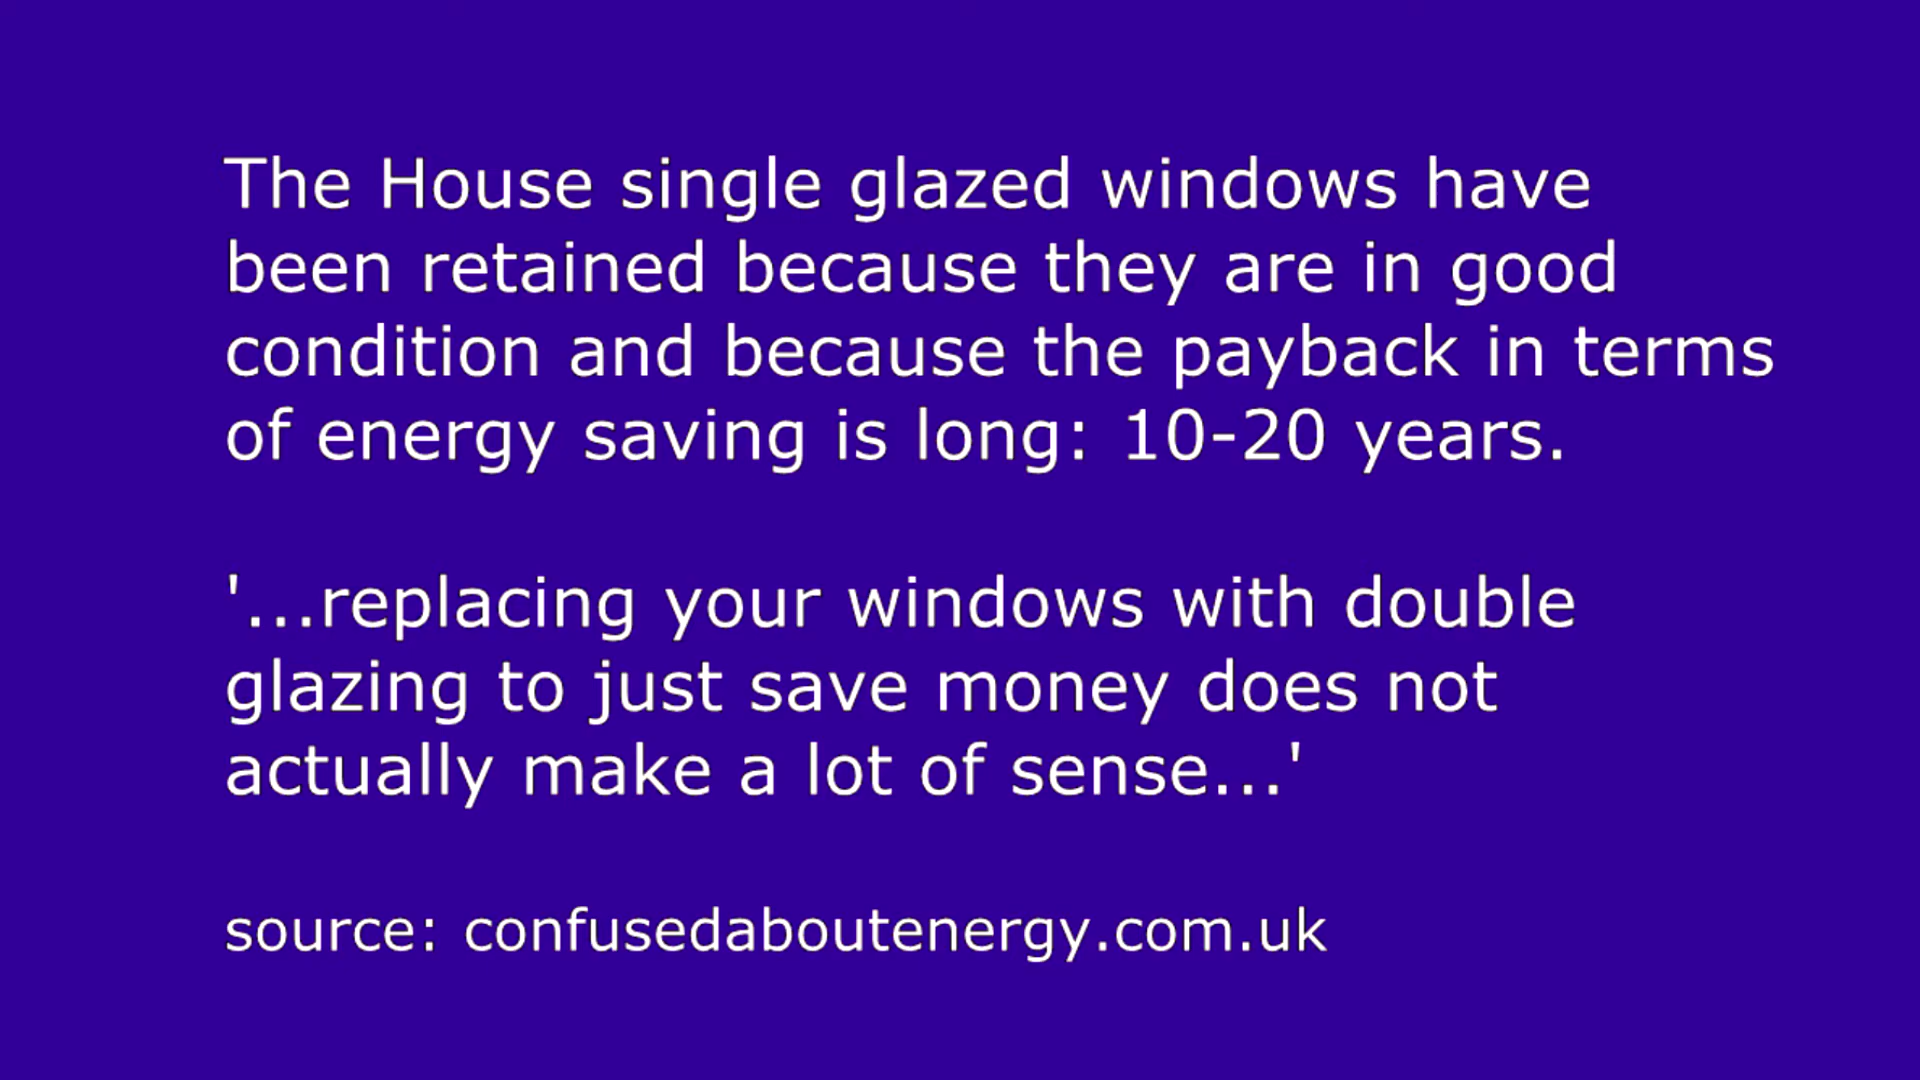 The House single glazed windows have
been retained because they are in good
condition and because the payback in terms
of energy saving is long: 10-20 years.
'...replacing your windows with double
glazing to just save money does not
actually make a lot of sense...'
source: confusedaboutenergy.com.uk